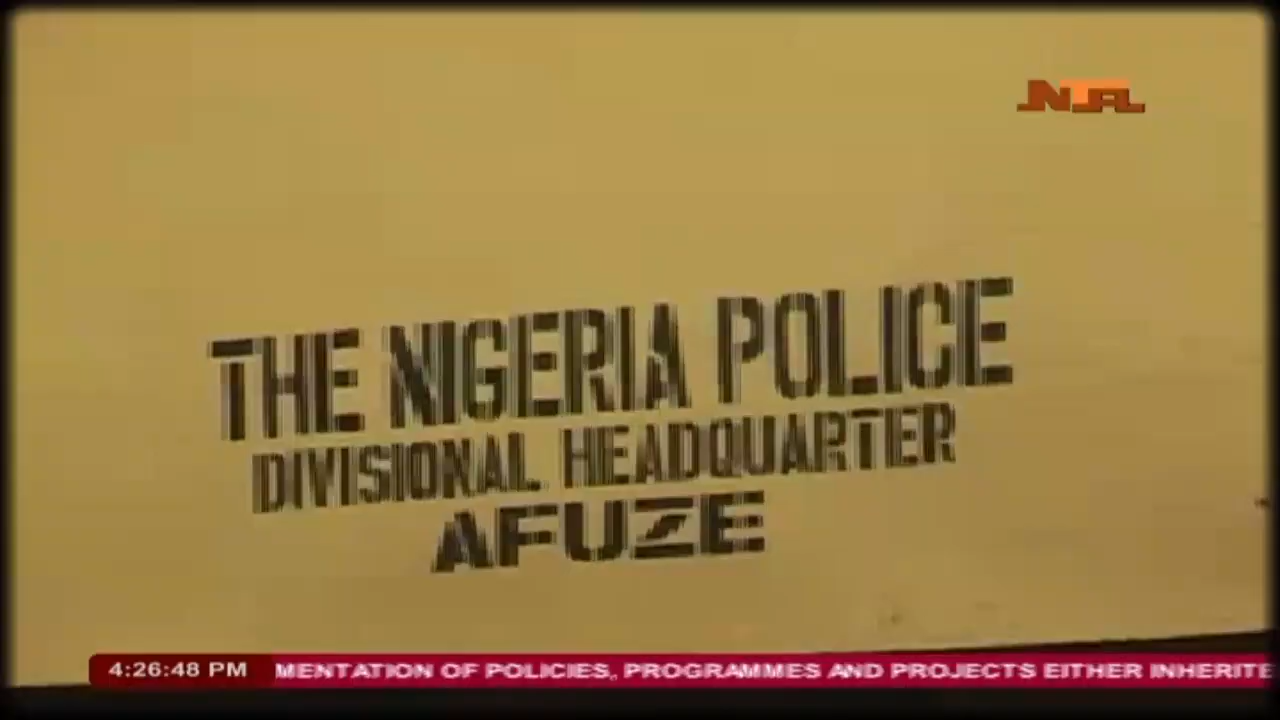 NTA
THE NIGERIA POLICE
DIVISIONAL HEADQUARTER
AFUZE
4:26:48 PM MENTATION OF POLICIES, PROGRAMMES AND PROJECTS EITHER INHERITE